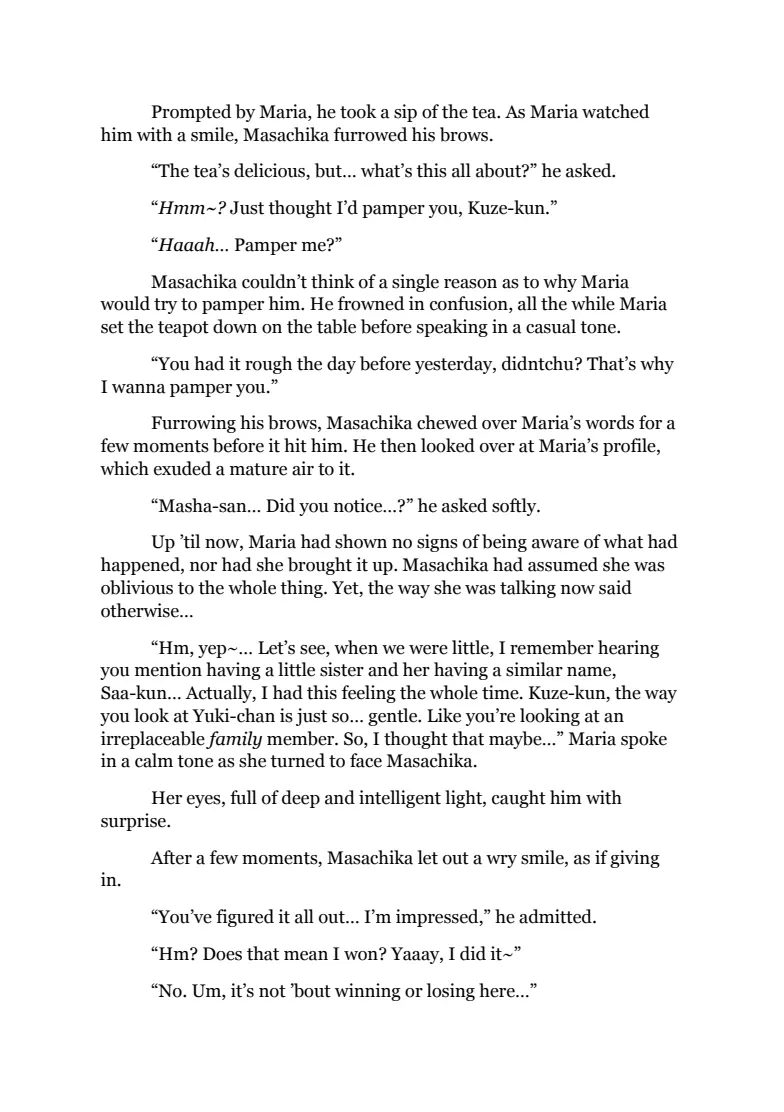 Prompted by Maria, he took a sip of the tea. As Maria watched
him with a smile, Masachika furrowed his brows.
“The tea’s delicious, but… what’s this all about?” he asked.
“Hmm~? Just thought I’d pamper you, Kuze-kun.”
“Haaah… Pamper me?”
Masachika couldn’t think of a single reason as to why Maria
would try to pamper him. He frowned in confusion, all the while Maria
set the teapot down on the table before speaking in a casual tone.
“You had it rough the day before yesterday, didntchu? That’s why
I wanna pamper you.”
Furrowing his brows, Masachika chewed over Maria’s words for a
few moments before it hit him. He then looked over at Maria’s profile,
which exuded a mature air to it.
“Masha-san… Did you notice…?” he asked softly.
Up ’til now, Maria had shown no signs of being aware of what had
happened, nor had she brought it up. Masachika had assumed she was
oblivious to the whole thing. Yet, the way she was talking now said
otherwise…
“Hm, yep~… Let’s see, when we were little, I remember hearing
you mention having a little sister and her having a similar name,
Saa-kun… Actually, I had this feeling the whole time. Kuze-kun, the way
you look at Yuki-chan is just so… gentle. Like you’re looking at an
irreplaceable family member. So, I thought that maybe…” Maria spoke
in a calm tone as she turned to face Masachika.
Her eyes, full of deep and intelligent light, caught him with
surprise.
After a few moments, Masachika let out a wry smile, as if giving
in.
“You’ve figured it all out… I’m impressed,” he admitted.
“Hm? Does that mean I won? Yaaay, I did it~”
“No. Um, it’s not ’bout winning or losing here…”